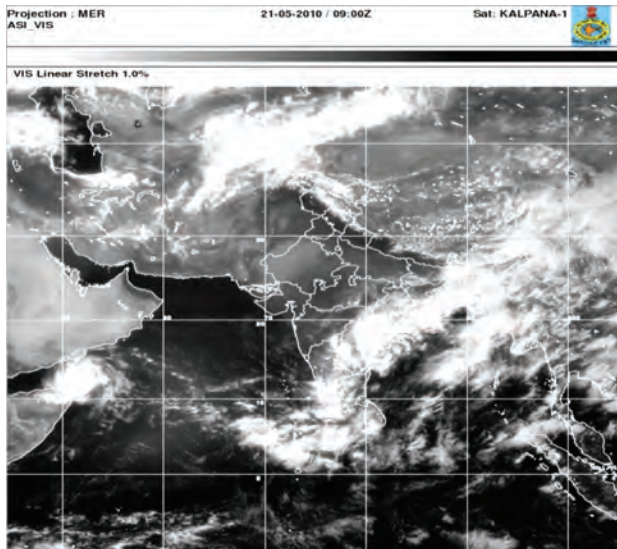 Projection : MER 21-05-2010 / 09:00Z Sat: KALPANA-1
ASI_VIS
VIS Linear Stretch 1.0%